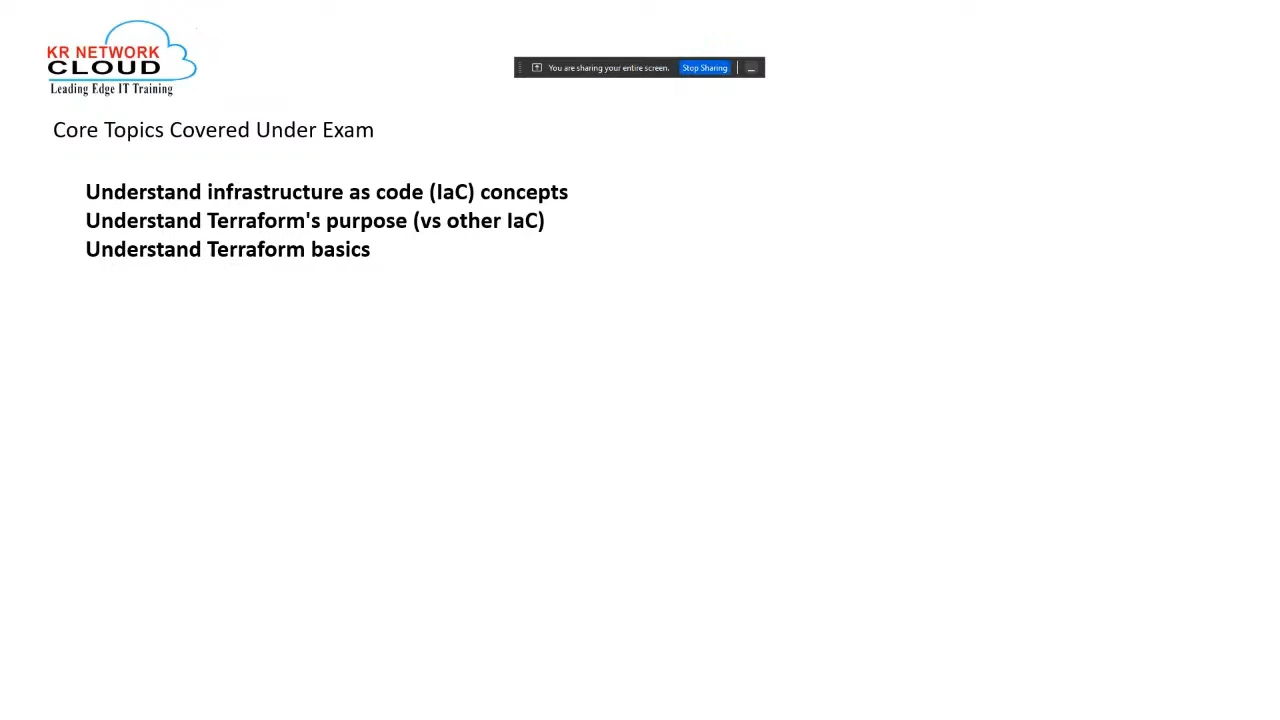 KR NETWORK
CLOUD
Leading Edge IT Training
You are sharing your entire screen. Stop Sharing
Core Topics Covered Under Exam
Understand infrastructure as code (IaC) concepts
Understand Terraform's purpose (vs other IaC)
Understand Terraform basics